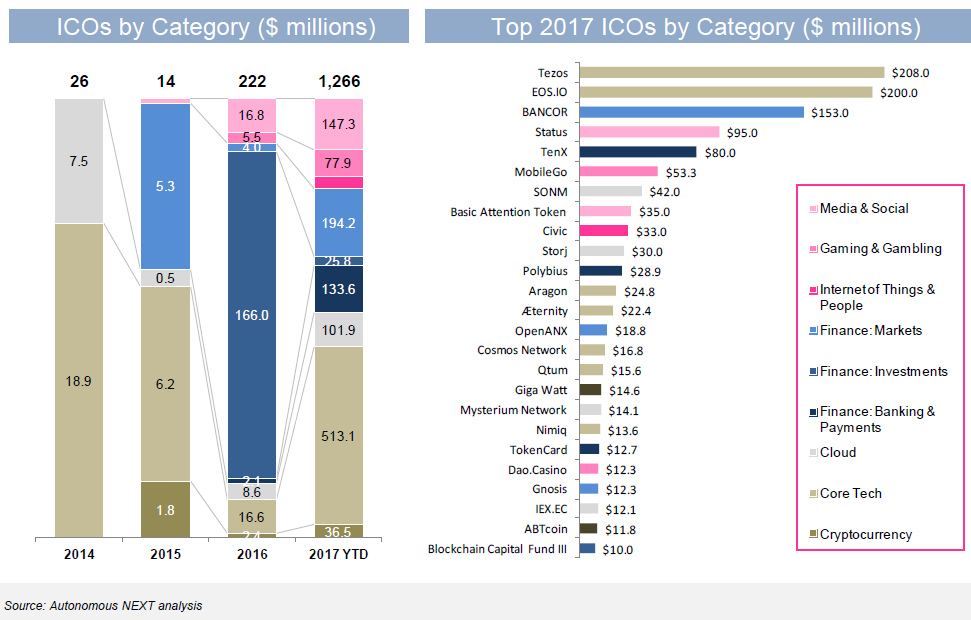 ICOs by Category ($ millions)
26
14
222
1,266
7.5
18.9
5.3
0.5
6.2
1.8
16.8
5.5
4.0
166.0
2.1
8.6
16.6
2.4
147.3
77.9
194.2
25.8
133.6
101.9
513.1
36.5
2014
2015
2016
2017 YTD
Top 2017 ICOs by Category ($ millions)
Tezos $208.0
EOS.IO $200.0
BANCOR $153.0
Status $95.0
TenX $80.0
MobileGo $53.3
SONM $42.0
Basic Attention Token $35.0
Civic $33.0
Storj $30.0
Polybius $28.9
Aragon $24.8
Æternity $22.4
OpenANX $18.8
Cosmos Network $16.8
Qtum $15.6
Giga Watt $14.6
Mysterium Network $14.1
Nimiq $13.6
TokenCard $12.7
Dao.Casino $12.3
Gnosis $12.3
IEX.EC $12.1
ABTcoin $11.8
Blockchain Capital Fund III $10.0
Media & Social
Gaming & Gambling
Internet of Things &
People
Finance: Markets
Finance: Investments
Finance: Banking &
Payments
Cloud
Core Tech
Cryptocurrency
Source: Autonomous NEXT analysis